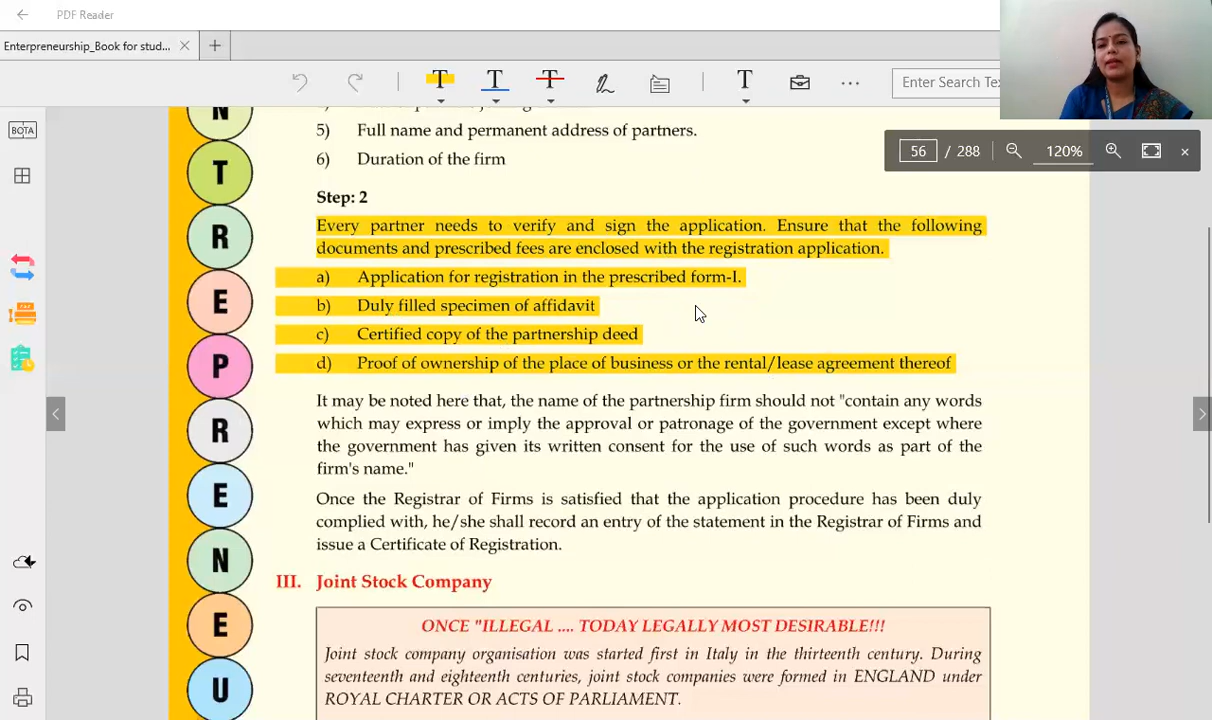 PDF Reader
Enterpreneurship_Book for stud...
T T T T ... Enter Search Tex
BOTA
56 / 288 120%
5) Full name and permanent address of partners.
6) Duration of the firm
Step: 2
Every partner needs to verify and sign the application. Ensure that the following
documents and prescribed fees are enclosed with the registration application.
a) Application for registration in the prescribed form-I.
b) Duly filled specimen of affidavit
c) Certified copy of the partnership deed
d) Proof of ownership of the place of business or the rental/lease agreement thereof
It may be noted here that, the name of the partnership firm should not "contain any words
which may express or imply the approval or patronage of the government except where
the government has given its written consent for the use of such words as part of the
firm's name."
Once the Registrar of Firms is satisfied that the application procedure has been duly
complied with, he/she shall record an entry of the statement in the Registrar of Firms and
issue a Certificate of Registration.
III. Joint Stock Company
ONCE "ILLEGAL .... TODAY LEGALLY MOST DESIRABLE!!!
Joint stock company organisation was started first in Italy in the thirteenth century. During
seventeenth and eighteenth centuries, joint stock companies were formed in ENGLAND under
ROYAL CHARTER OR ACTS OF PARLIAMENT.
N
T
R
E
P
R
E
N
E
U